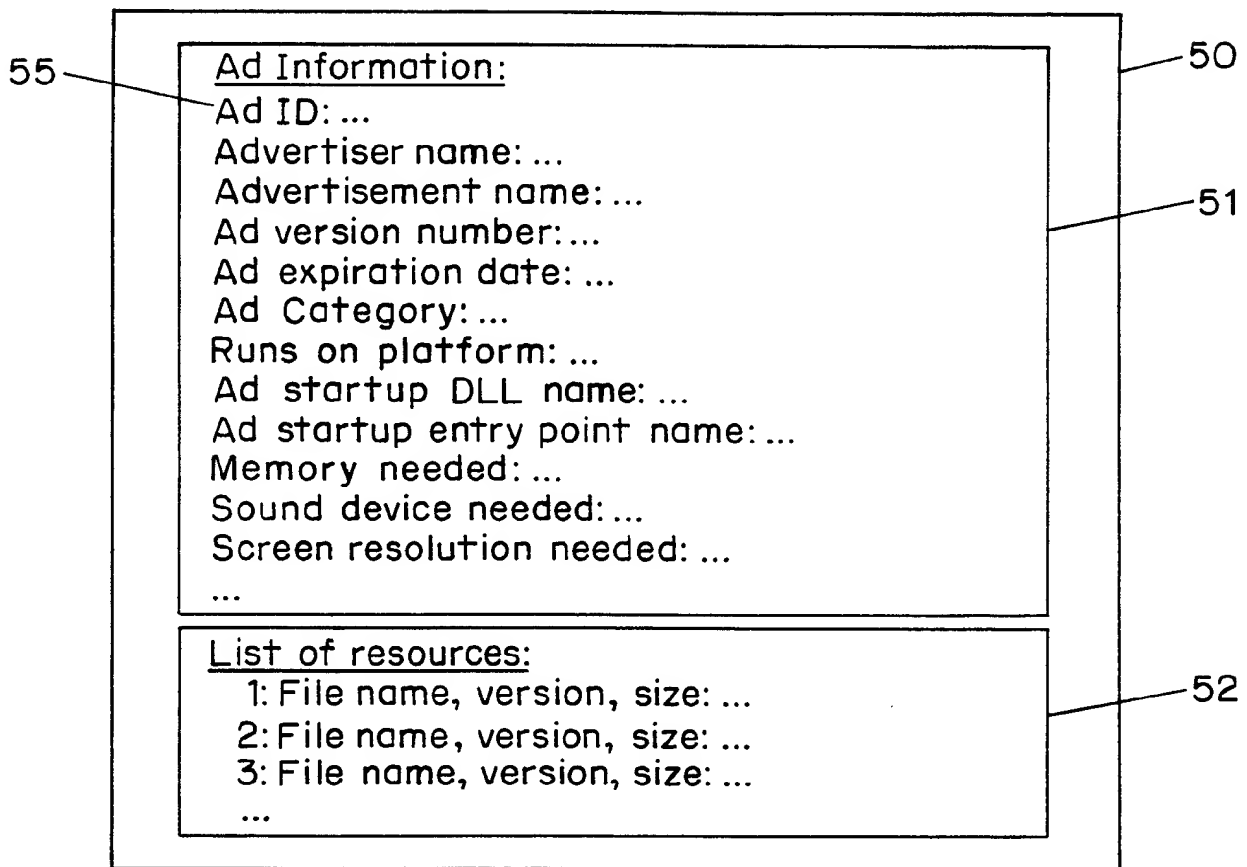 55
50
Ad Information:
Ad ID: ...
Advertiser name: ...
Advertisement name: ...
51
Ad version number: ...
Ad expiration date: ...
Ad Category: ...
Runs on platform: ...
Ad startup DLL name: ...
Ad startup entry point name: ...
Memory needed: ...
Sound device needed: ...
Screen resolution needed: ...
...
List of resources:
1: File name, version, size: ...
52
2: File name, version, size: ...
3: File name, version, size: ...
...